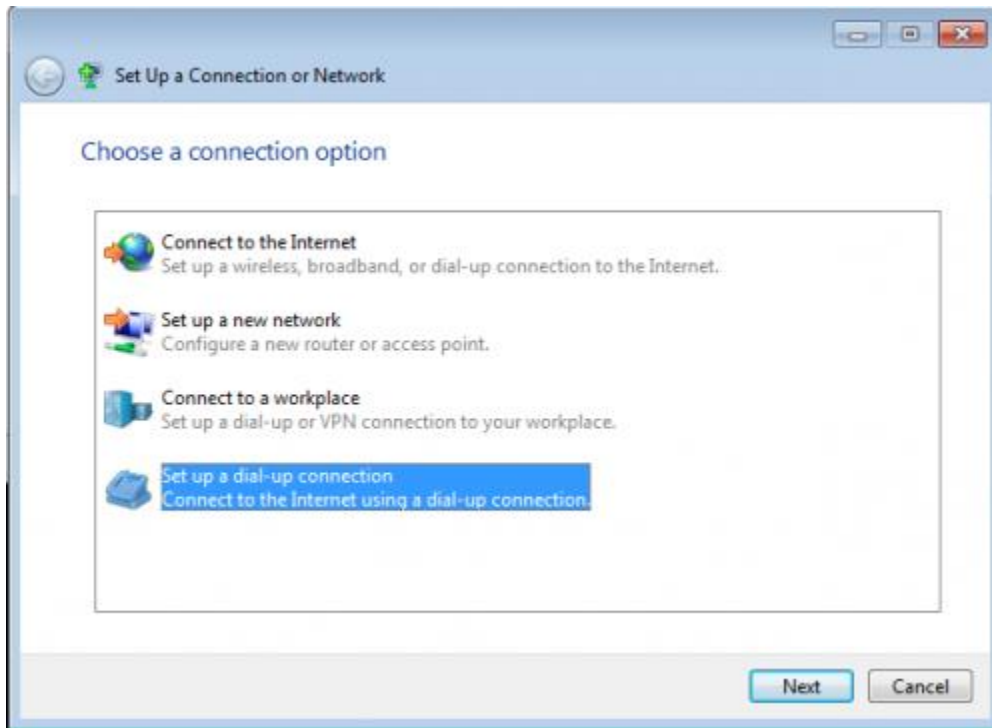 Set Up a Connection or Network
Choose a connection option
Connect to the Internet
Set up a wireless, broadband, or dial-up connection to the Internet.
Set up a new network
Configure a new router or access point.
Connect to a workplace
Set up a dial-up or VPN connection to your workplace.
Set up a dial-up connection
Connect to the Internet using a dial-up connection.
Next
Cancel